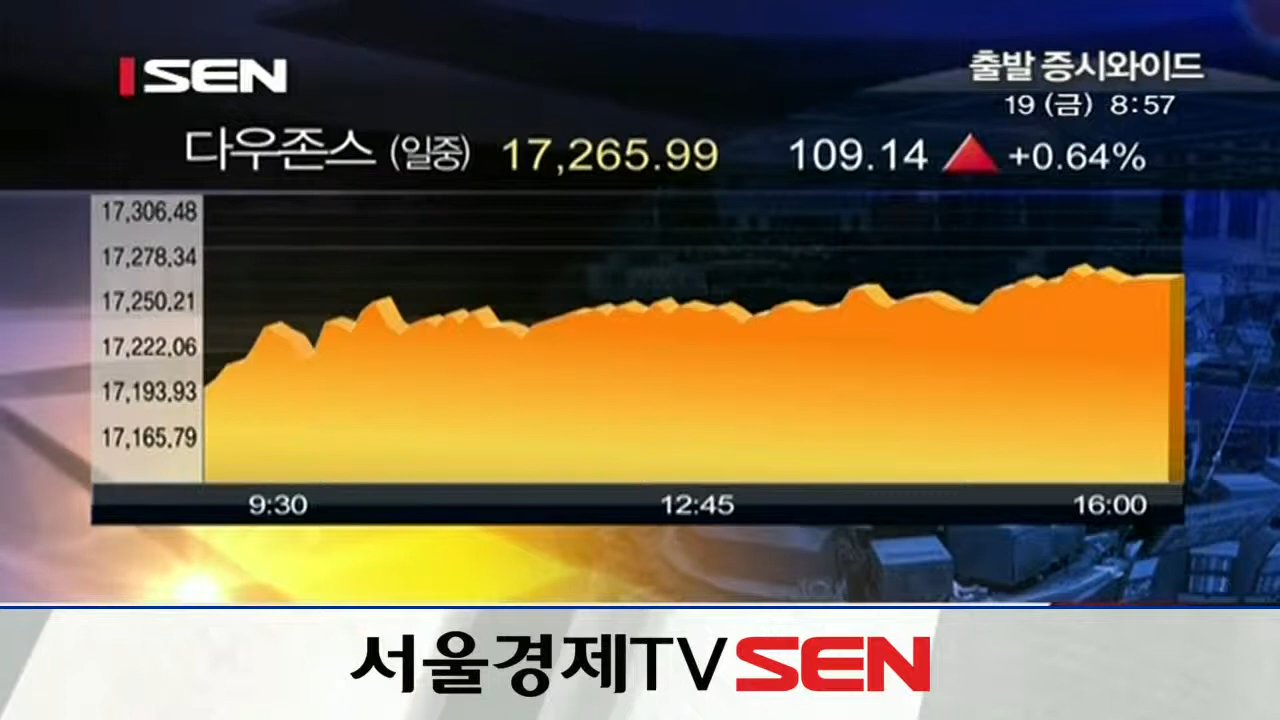 SEN
출발 증시와이드
19 (금) 8:57
다우존스 (일중) 17,265.99 109.14 ▲ +0.64%
17,306.48
17,278.34
17,250.21
17,222.06
17,193.93
17,165.79
9:30 12:45 16:00
서울경제TV SEN